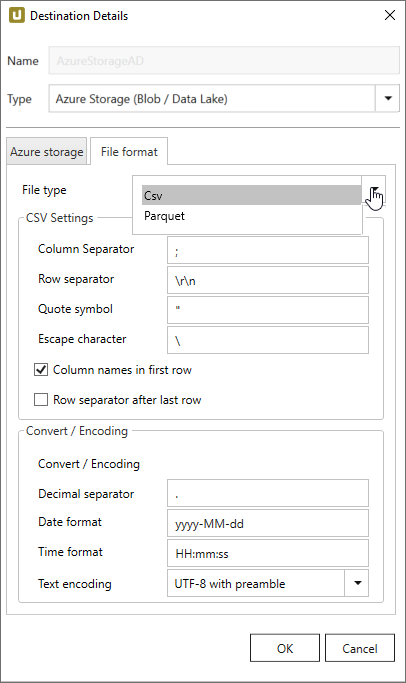 Destination Details
Name AzureStorageAD
Type Azure Storage (Blob / Data Lake)
Azure storage File format
File type
Csv
Parquet
CSV Settings
Column Separator ;
Row separator \r\n
Quote symbol "
Escape character \
Column names in first row
Row separator after last row
Convert / Encoding
Convert / Encoding
Decimal separator .
Date format yyyy-MM-dd
Time format HH:mm:ss
Text encoding UTF-8 with preamble
OK Cancel